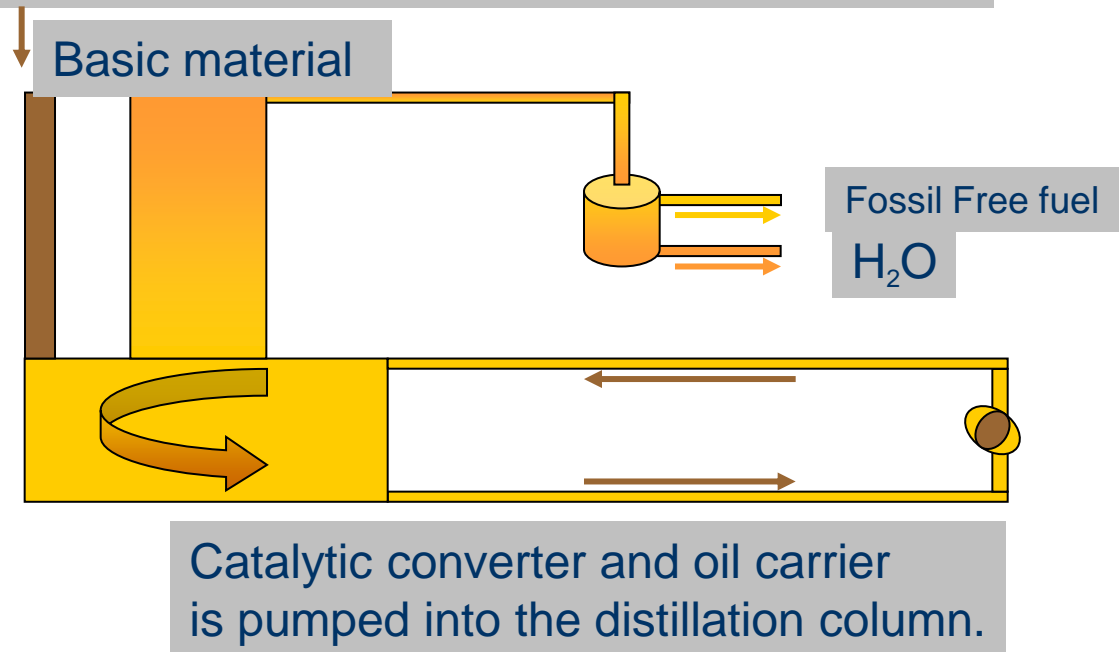 Basic material
Fossil Free fuel
H₂O
Catalytic converter and oil carrier
is pumped into the distillation column.